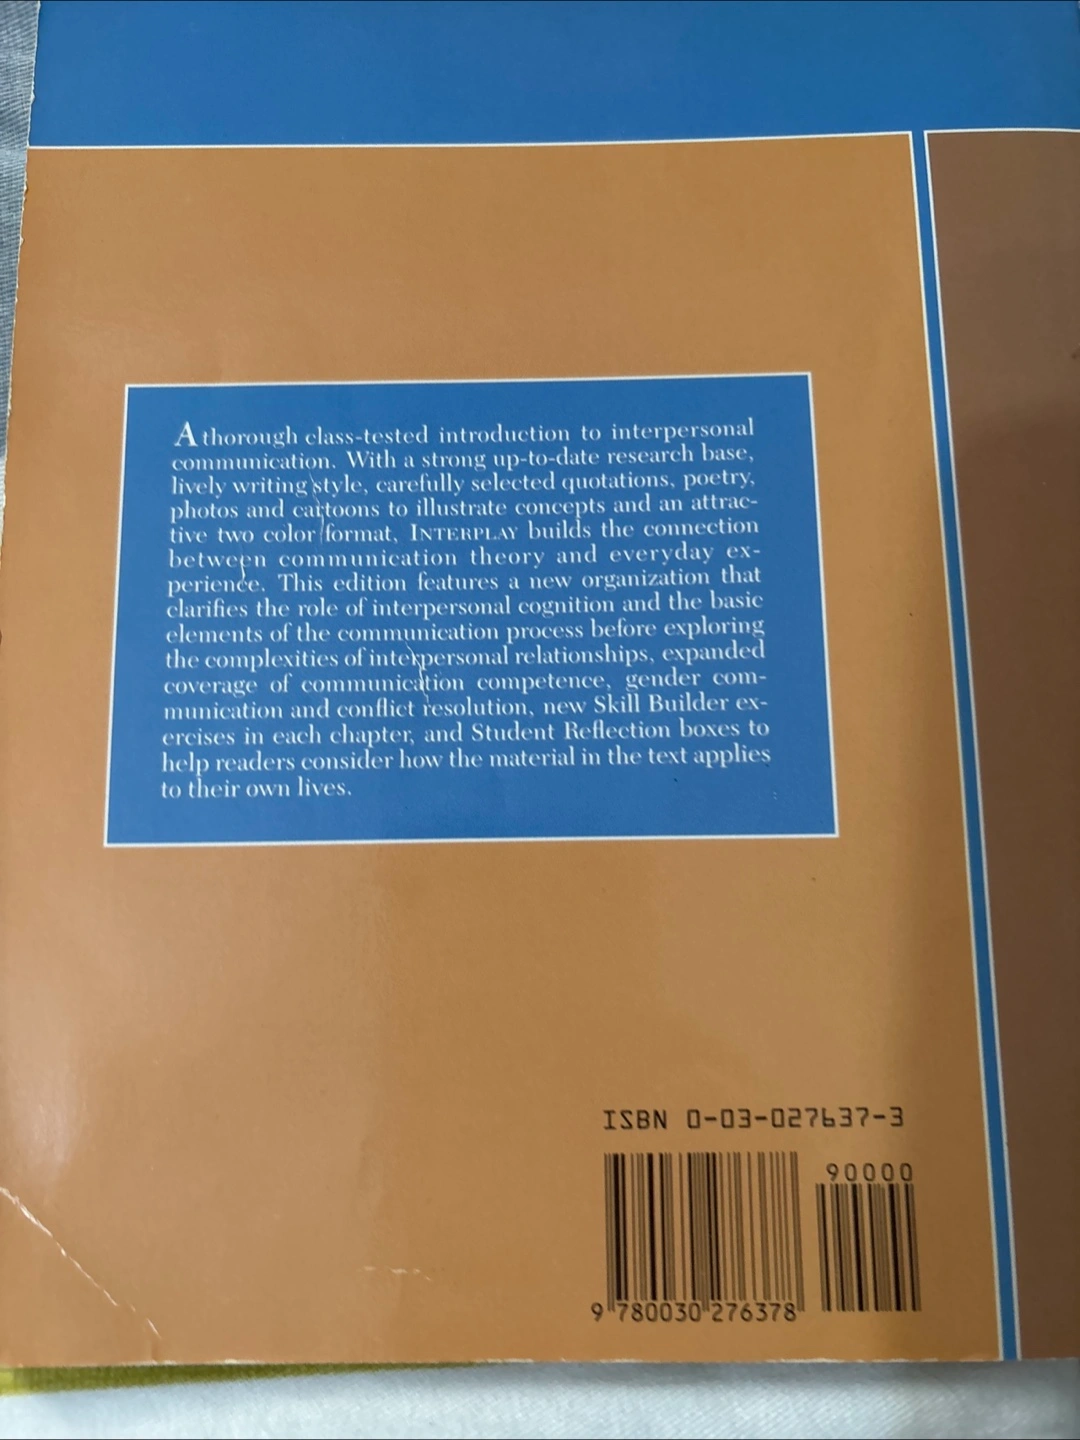 A thorough class-tested introduction to interpersonal
communication. With a strong up-to-date research base,
lively writing style, carefully selected quotations, poetry,
photos and cartoons to illustrate concepts and an attrac-
tive two color format, INTERPLAY builds the connection
between communication theory and everyday ex-
perience. This edition features a new organization that
clarifies the role of interpersonal cognition and the basic
elements of the communication process before exploring
the complexities of interpersonal relationships, expanded
coverage of communication competence, gender com-
munication and conflict resolution, new Skill Builder ex-
ercises in each chapter, and Student Reflection boxes to
help readers consider how the material in the text applies
to their own lives.
ISBN 0-03-027637-3
90000
9 780030 276378